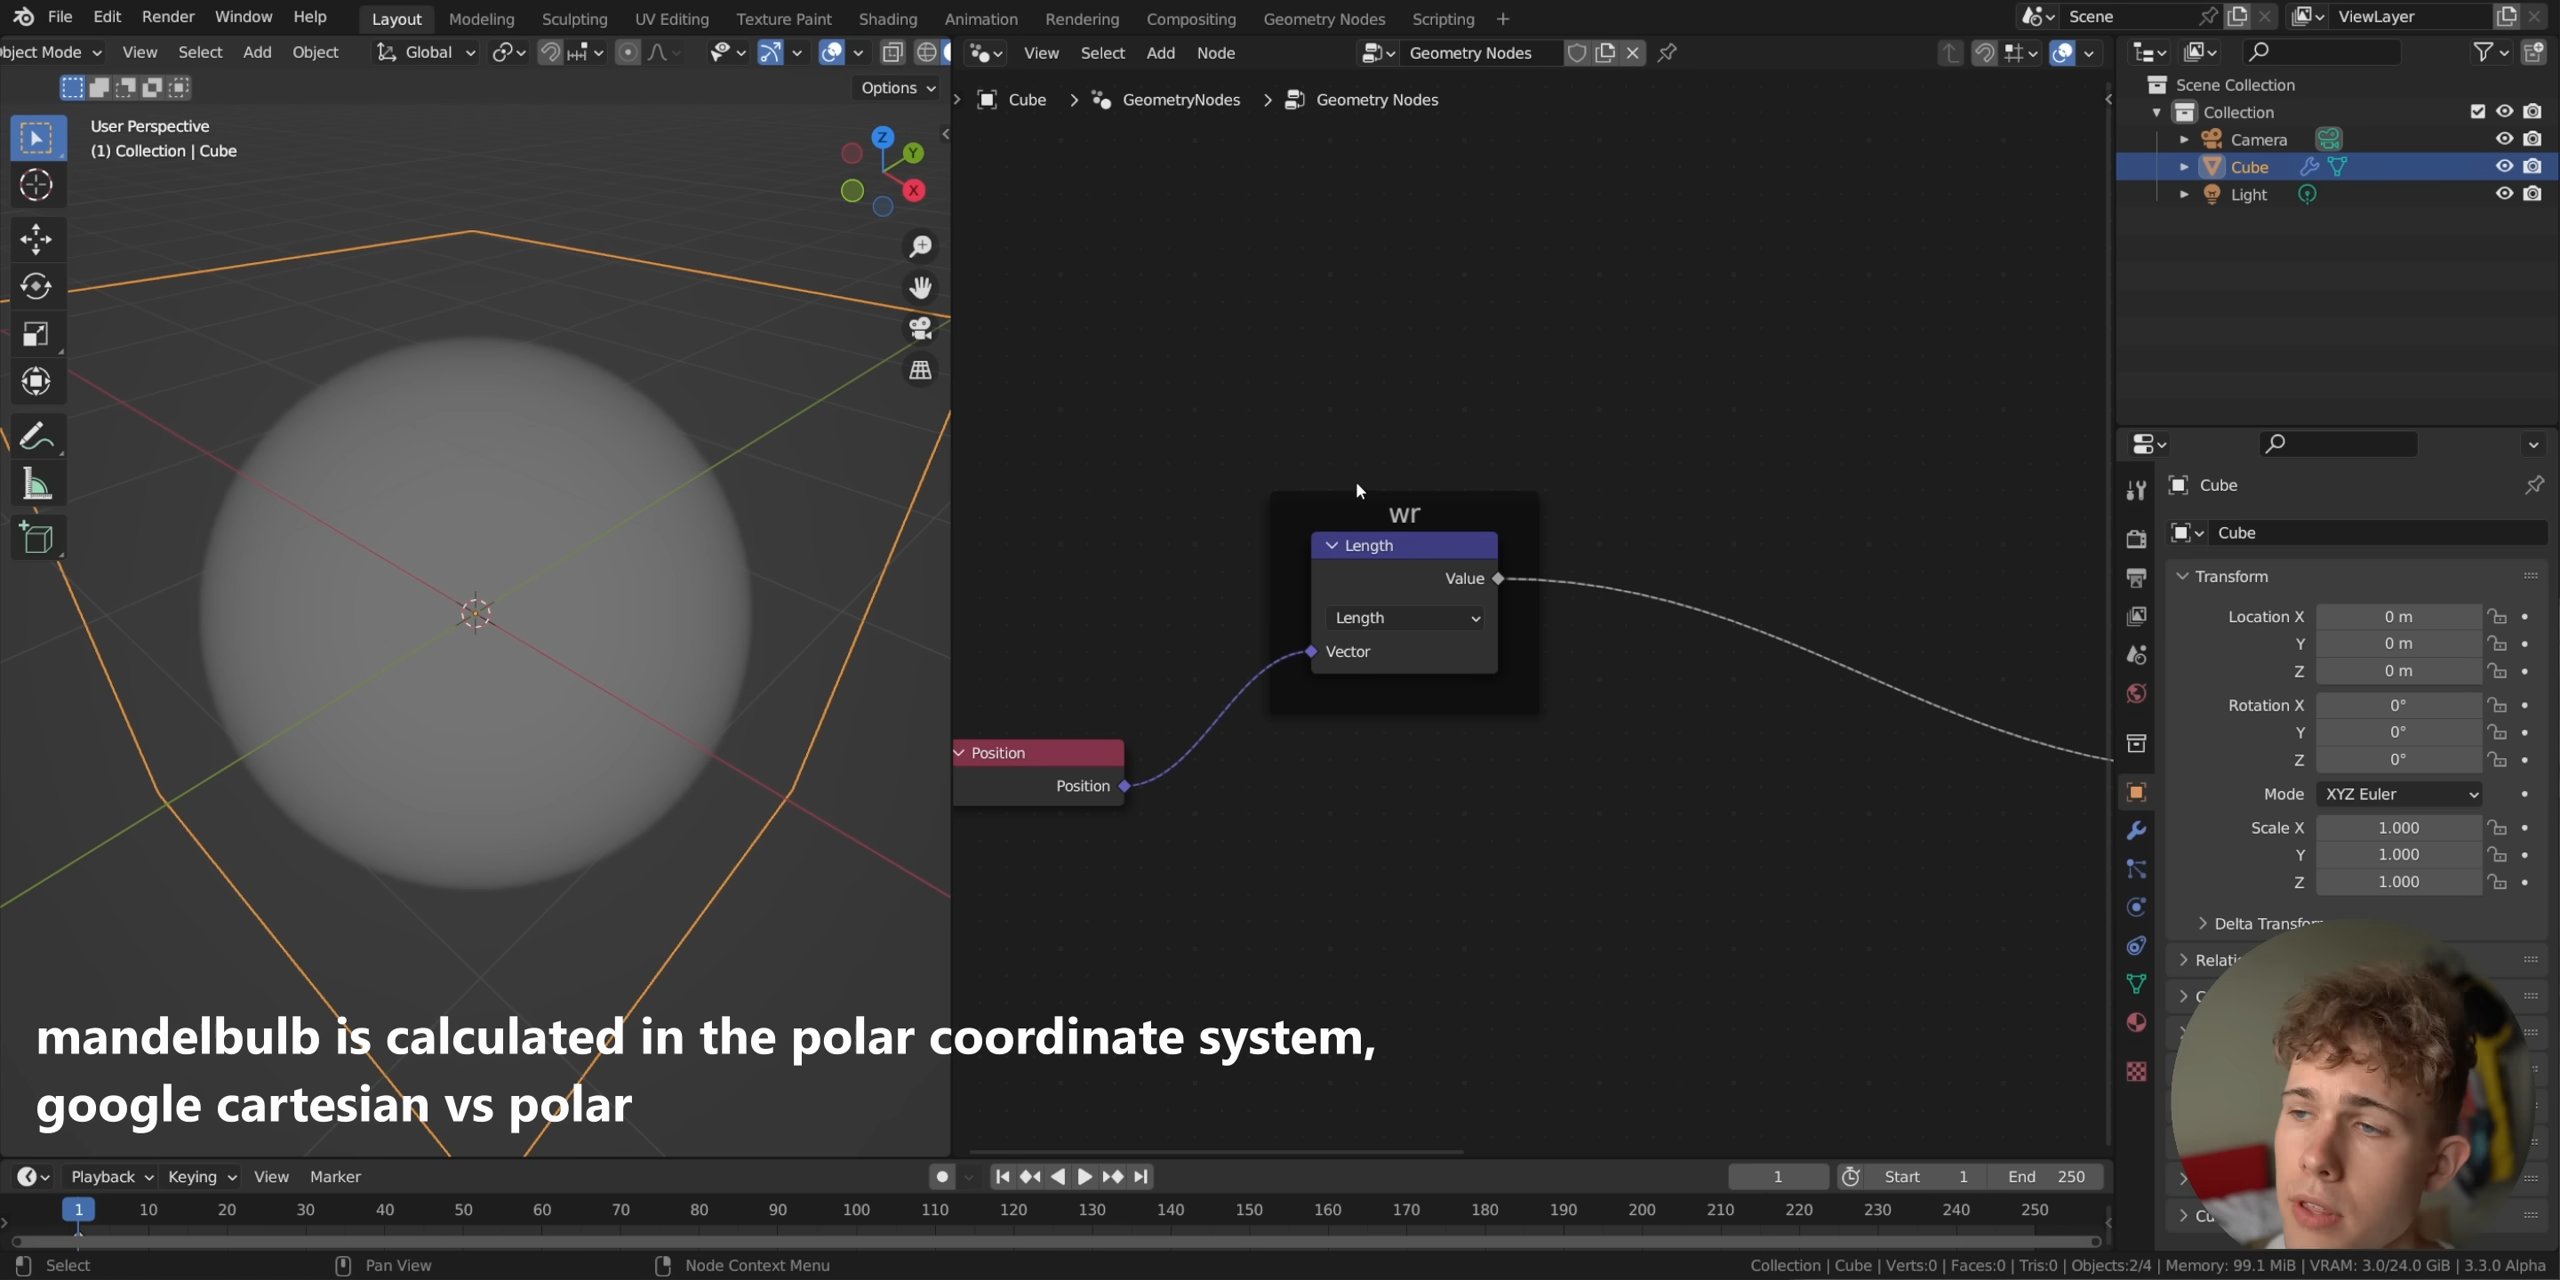 File Edit Render Window Help Layout Modeling Sculpting UV Editing Texture Paint Shading Animation Rendering Compositing Geometry Nodes Scripting + Scene ViewLayer
bject Mode View Select Add Object Global View Select Add Node Geometry Nodes
Options
Cube > GeometryNodes > Geometry Nodes
User Perspective
(1) Collection | Cube
Z
Y
X
Scene Collection
Collection
Camera
Cube
Light
wr
Length
Value
Length
Vector
Position
Position
Cube
Cube
Transform
Location X 0 m
Y 0 m
Z 0 m
Rotation X 0°
Y 0°
Z 0°
Mode XYZ Euler
Scale X 1.000
Y 1.000
Z 1.000
Delta Transfor
Relati
C
Cu
mandelbulb is calculated in the polar coordinate system,
google cartesian vs polar
Playback Keying View Marker 1 Start 1 End 250
1 10 20 30 40 50 60 70 80 90 100 110 120 130 140 150 160 170 180 190 200 210 220 230 240 250
Select Pan View Node Context Menu Collection | Cube | Verts:0 | Faces:0 | Tris:0 | Objects:2/4 | Memory: 99.1 MiB | VRAM: 3.0/24.0 GiB | 3.3.0 Alpha